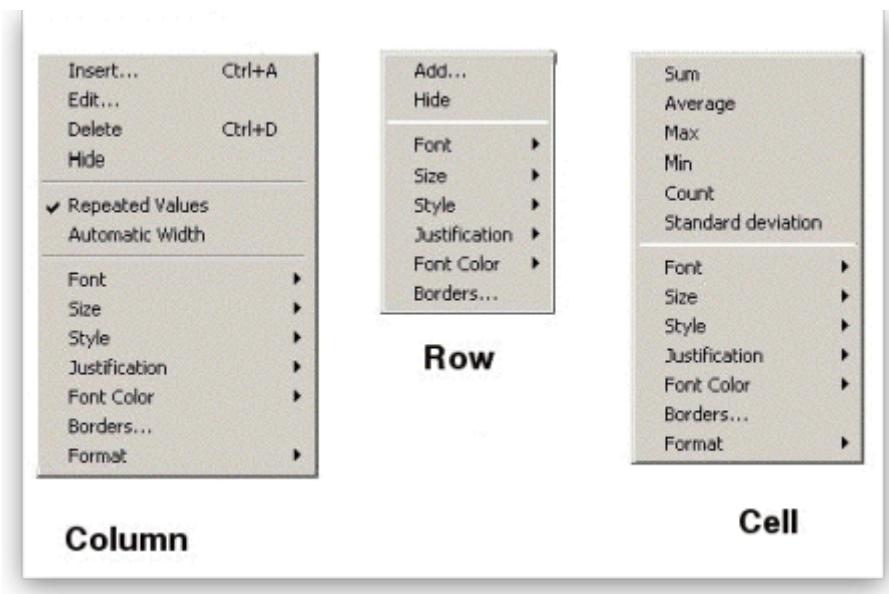 Insert... Ctrl+A
Edit...
Delete Ctrl+D
Hide
Repeated Values
Automatic Width
Font
Size
Style
Justification
Font Color
Borders...
Format
Column
Add...
Hide
Font
Size
Style
Justification
Font Color
Borders...
Row
Sum
Average
Max
Min
Count
Standard deviation
Font
Size
Style
Justification
Font Color
Borders...
Format
Cell